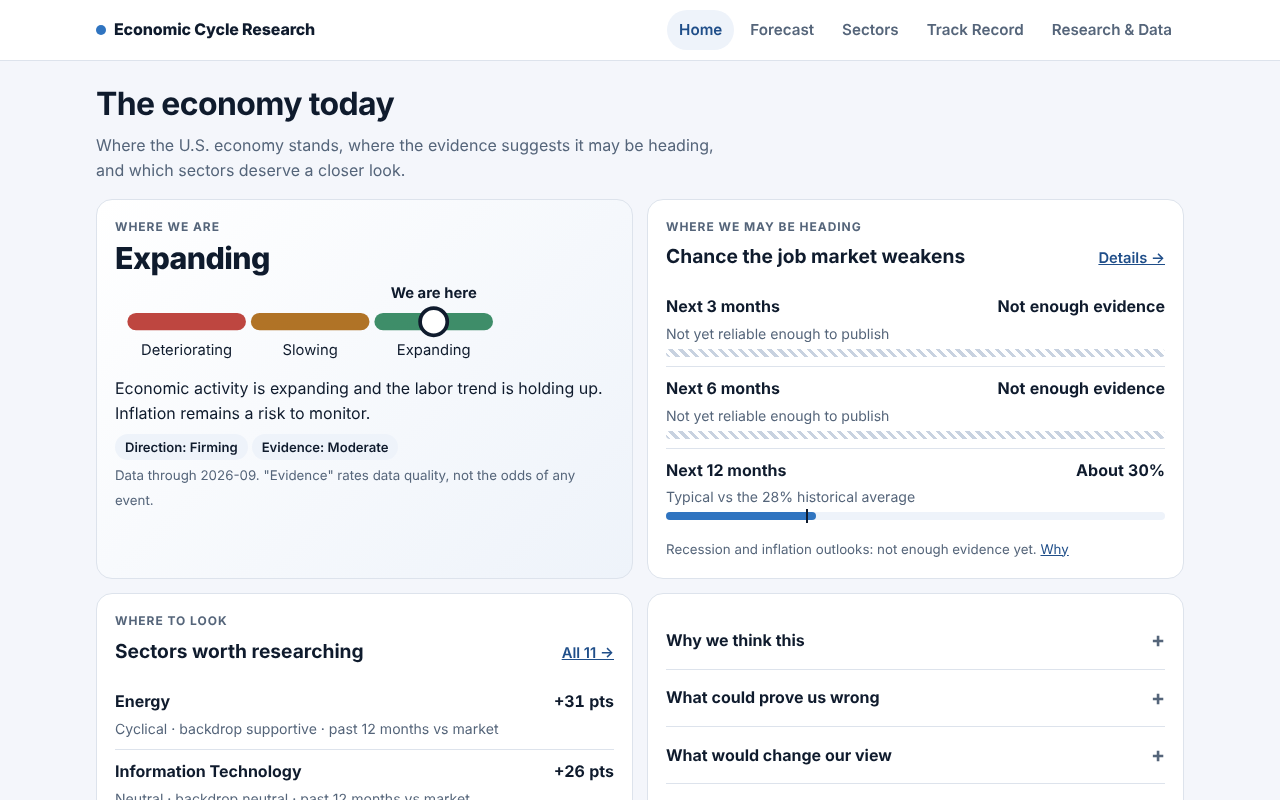 Economic Cycle Research
Home
Forecast
Sectors
Track Record
Research & Data
The economy today
Where the U.S. economy stands, where the evidence suggests it may be heading,
and which sectors deserve a closer look.
WHERE WE ARE
Expanding
We are here
Deteriorating
Slowing
Expanding
Economic activity is expanding and the labor trend is holding up.
Inflation remains a risk to monitor.
Direction: Firming
Evidence: Moderate
Data through 2026-09. "Evidence" rates data quality, not the odds of any
event.
WHERE WE MAY BE HEADING
Chance the job market weakens
Details →
Next 3 months
Not enough evidence
Not yet reliable enough to publish
Next 6 months
Not enough evidence
Not yet reliable enough to publish
Next 12 months
About 30%
Typical vs the 28% historical average
Recession and inflation outlooks: not enough evidence yet. Why
WHERE TO LOOK
Sectors worth researching
All 11 →
Energy
+31 pts
Cyclical · backdrop supportive · past 12 months vs market
Information Technology
+26 pts
Neutral · backdrop neutral · past 12 months vs market
Why we think this
+
What could prove us wrong
+
What would change our view
+